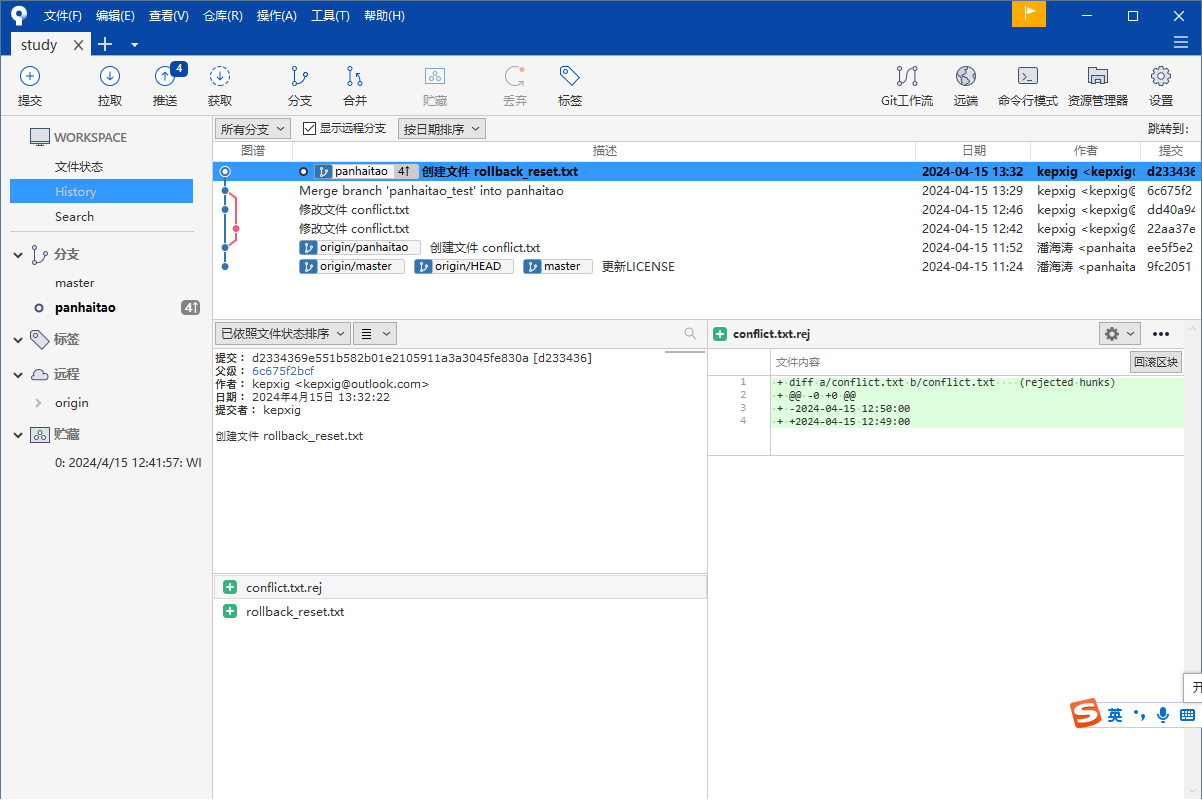 文件(F) 编辑(E) 查看(V) 仓库(R) 操作(A) 工具(T) 帮助(H)
study
提交 拉取 4 推送 获取 分支 合并 贮藏 丢弃 标签 Git工作流 远端 命令行模式 资源管理器 设置
WORKSPACE
文件状态
History
Search
分支
master
panhaitao 4↑
标签
远程
origin
贮藏
0: 2024/4/15 12:41:57: WI
所有分支 显示远程分支 按日期排序 跳转到:
图谱 描述 日期 作者 提交
panhaitao 4↑ 创建文件 rollback_reset.txt 2024-04-15 13:32 kepxig <kepxig( d233436
Merge branch 'panhaitao_test' into panhaitao 2024-04-15 13:29 kepxig <kepxig@ 6c675f2
修改文件 conflict.txt 2024-04-15 12:46 kepxig <kepxig@ dd40a94
修改文件 conflict.txt 2024-04-15 12:42 kepxig <kepxig@ 22aa37e
origin/panhaitao 创建文件 conflict.txt 2024-04-15 11:52 潘海涛 <panhaita ee5f5e2
origin/master origin/HEAD master 更新LICENSE 2024-04-15 11:24 潘海涛 <panhaita 9fc2051
已依照文件状态排序
提交： d2334369e551b582b01e2105911a3a3045fe830a [d233436]
父级： 6c675f2bcf
作者： kepxig <kepxig@outlook.com>
日期： 2024年4月15日 13:32:22
提交者： kepxig
创建文件 rollback_reset.txt
conflict.txt.rej
rollback_reset.txt
conflict.txt.rej
文件内容 回滚区块
1 + diff a/conflict.txt b/conflict.txt (rejected hunks)
2 + @@ -0 +0 @@
3 + -2024-04-15 12:50:00
4 + +2024-04-15 12:49:00
开
S 英